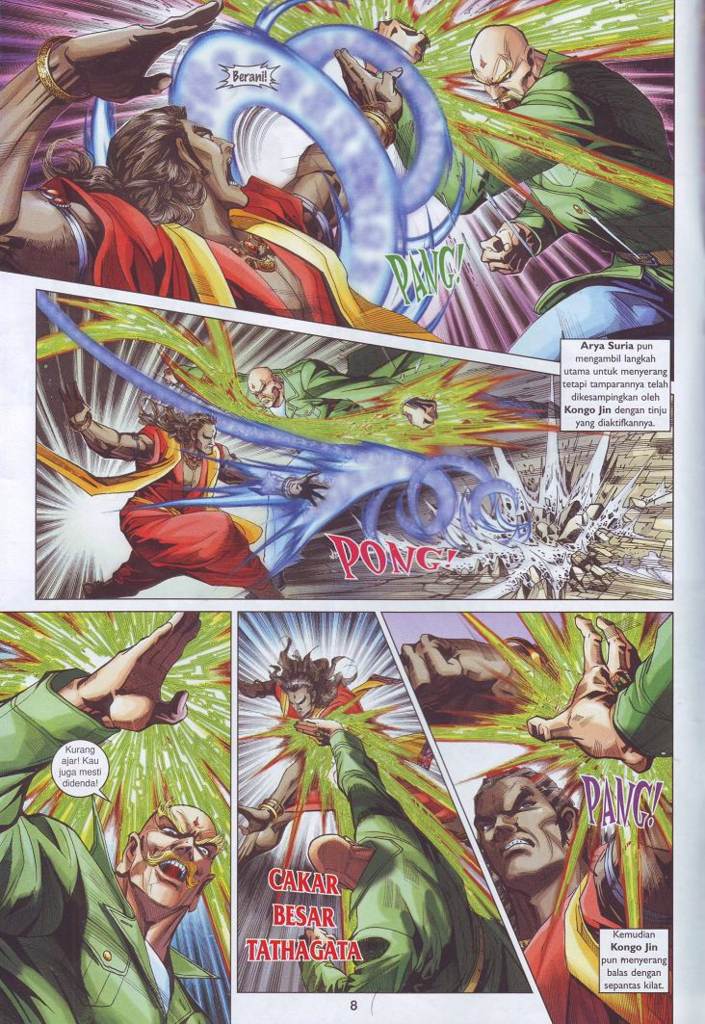 Berani!
PANG!
Arya Suria pun
mengambil langkah
utama untuk menyerang
tetapi tamparannya telah
dikesampingkan oleh
Kongo Jin dengan tinju
yang diaktifkannya.
PONG!
Kurang
ajar! Kau
juga mesti
didenda!
CAKAR
BESAR
TATHAGATA
PANG!
Kemudian
Kongo Jin
pun menyerang
balas dengan
sepantas kilat.
8